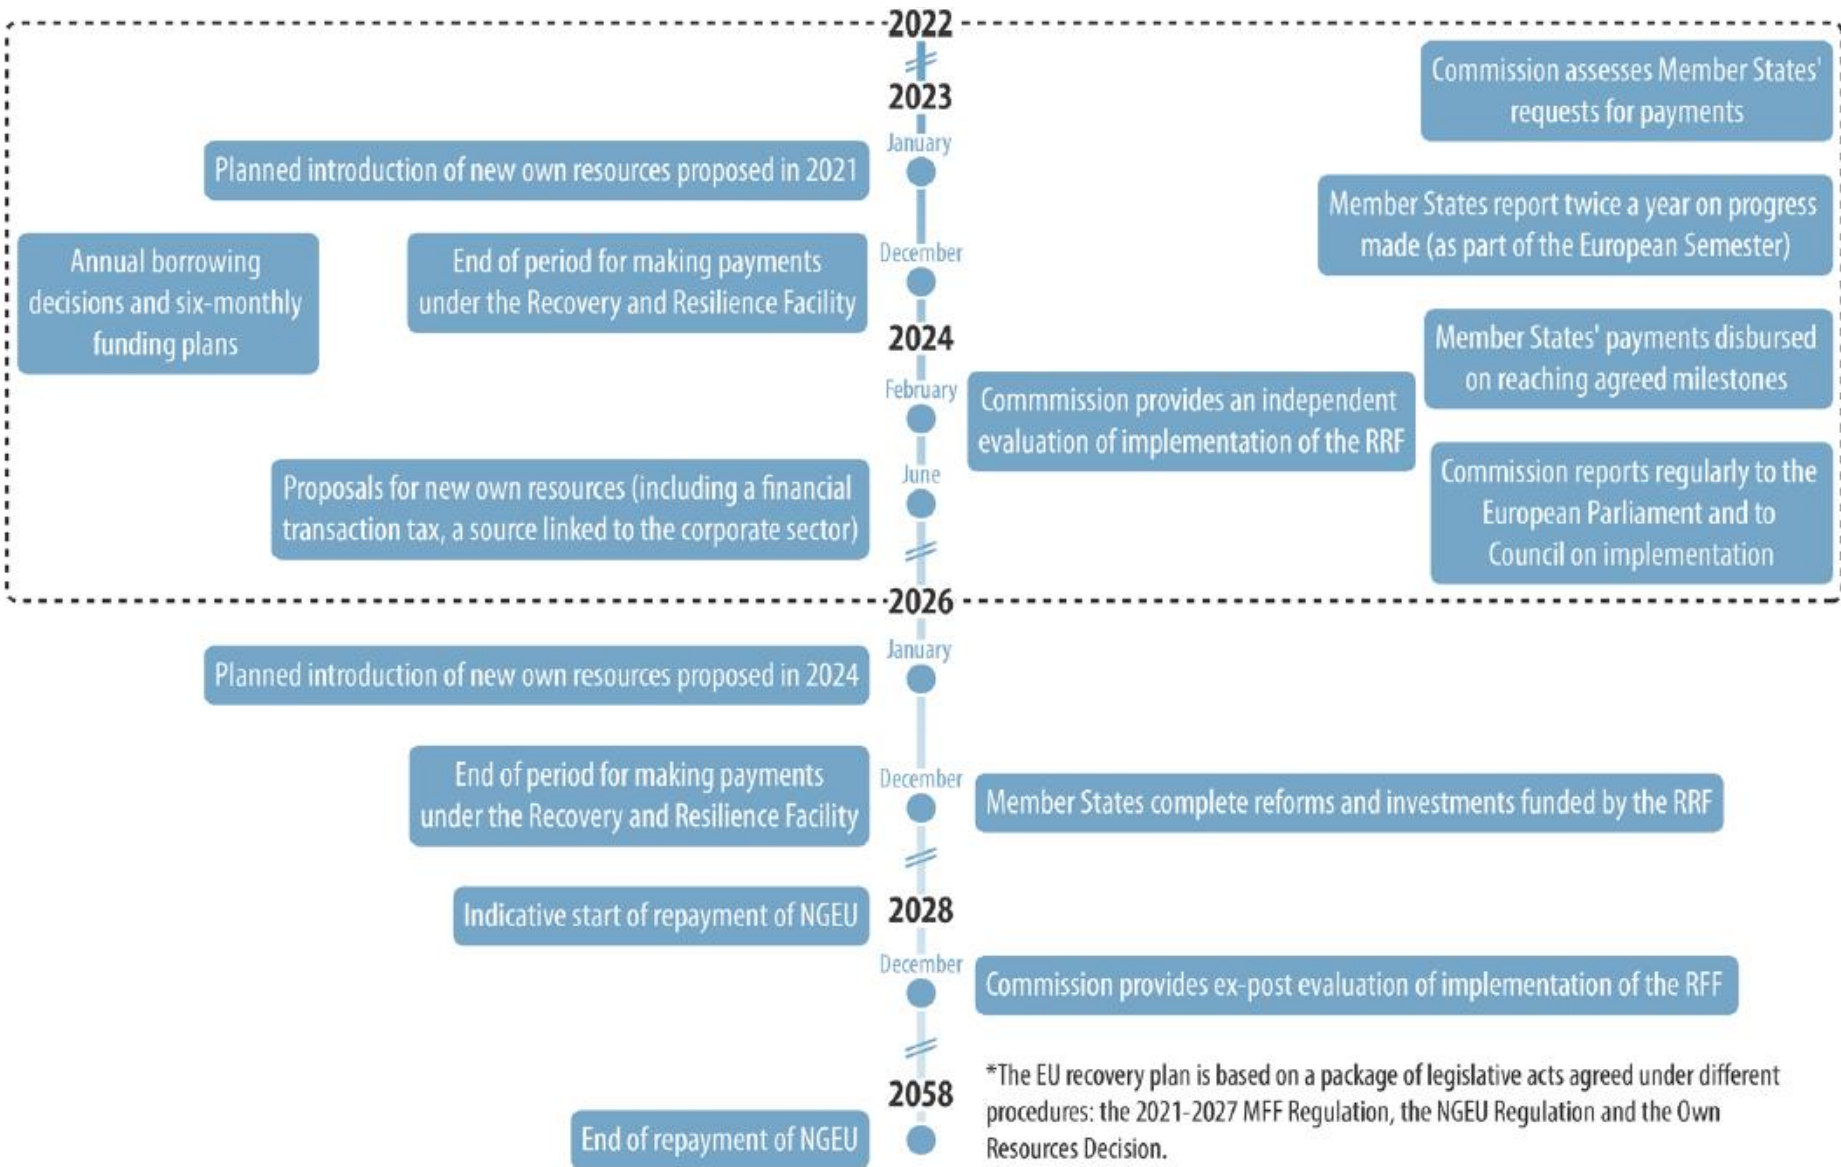 2022
2023
January
Planned introduction of new own resources proposed in 2021
Annual borrowing
decisions and six-monthly
funding plans
End of period for making payments
under the Recovery and Resilience Facility
December
2024
February
Commmission provides an independent
evaluation of implementation of the RRF
Proposals for new own resources (including a financial
transaction tax, a source linked to the corporate sector)
June
Commission assesses Member States'
requests for payments
Member States report twice a year on progress
made (as part of the European Semester)
Member States' payments disbursed
on reaching agreed milestones
Commission reports regularly to the
European Parliament and to
Council on implementation
2026
January
Planned introduction of new own resources proposed in 2024
End of period for making payments
under the Recovery and Resilience Facility
December
Member States complete reforms and investments funded by the RRF
Indicative start of repayment of NGEU
2028
December
Commission provides ex-post evaluation of implementation of the RFF
2058
End of repayment of NGEU
*The EU recovery plan is based on a package of legislative acts agreed under different
procedures: the 2021-2027 MFF Regulation, the NGEU Regulation and the Own
Resources Decision.